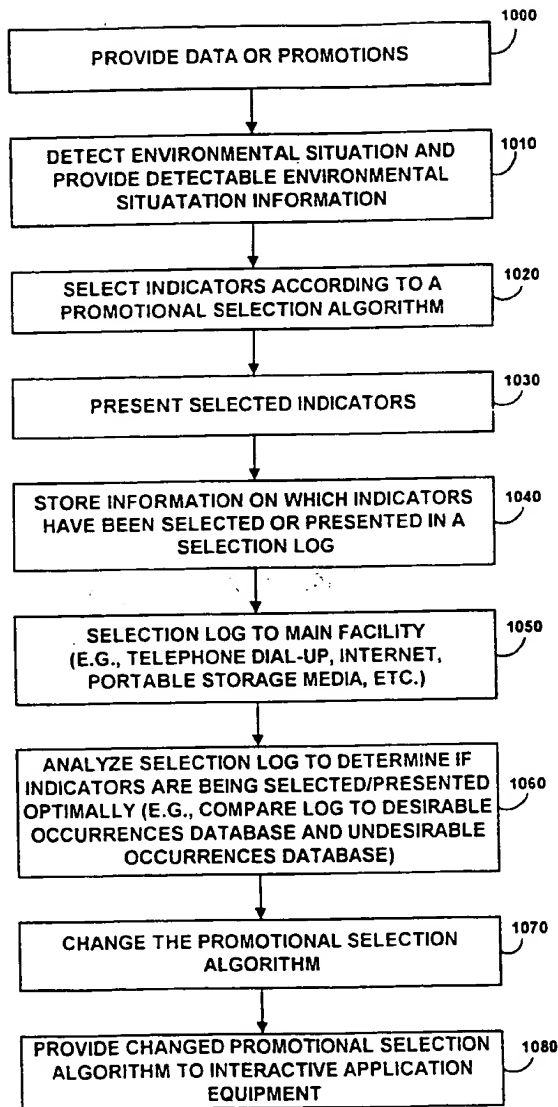 1000
PROVIDE DATA OR PROMOTIONS
DETECT ENVIRONMENTAL SITUATION AND
PROVIDE DETECTABLE ENVIRONMENTAL
SITUATATION INFORMATION
1010
SELECT INDICATORS ACCORDING TO A
PROMOTIONAL SELECTION ALGORITHM
1020
PRESENT SELECTED INDICATORS
1030
STORE INFORMATION ON WHICH INDICATORS
HAVE BEEN SELECTED OR PRESENTED IN A
SELECTION LOG
1040
SELECTION LOG TO MAIN FACILITY
(E.G., TELEPHONE DIAL-UP, INTERNET,
PORTABLE STORAGE MEDIA, ETC.)
1050
ANALYZE SELECTION LOG TO DETERMINE IF
INDICATORS ARE BEING SELECTED/PRESENTED
OPTIMALLY (E.G., COMPARE LOG TO DESIRABLE
OCCURRENCES DATABASE AND UNDESIRABLE
OCCURRENCES DATABASE)
1060
CHANGE THE PROMOTIONAL SELECTION
ALGORITHM
1070
PROVIDE CHANGED PROMOTIONAL SELECTION
ALGORITHM TO INTERACTIVE APPLICATION
EQUIPMENT
1080